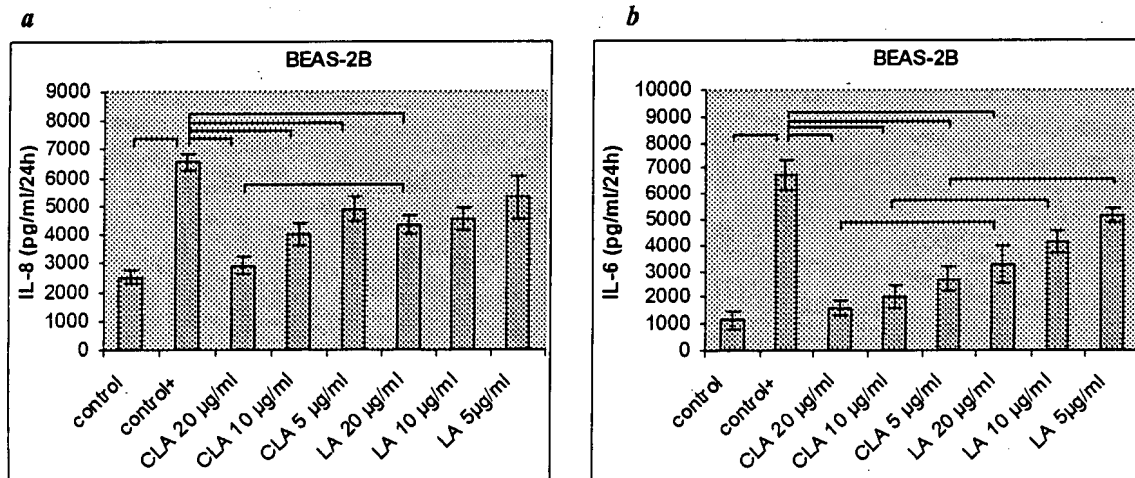 a
BEAS-2B
IL-8 (pg/ml/24h)
9000
8000
7000
6000
5000
4000
3000
2000
1000
0
control
control+
CLA 20 µg/ml
CLA 10 µg/ml
CLA 5 µg/ml
LA 20 µg/ml
LA 10 µg/ml
LA 5µg/ml
b
BEAS-2B
IL-6 (pg/ml/24h)
10000
9000
8000
7000
6000
5000
4000
3000
2000
1000
0
control
control+
CLA 20 µg/ml
CLA 10 µg/ml
CLA 5 µg/ml
LA 20 µg/ml
LA 10 µg/ml
LA 5µg/ml